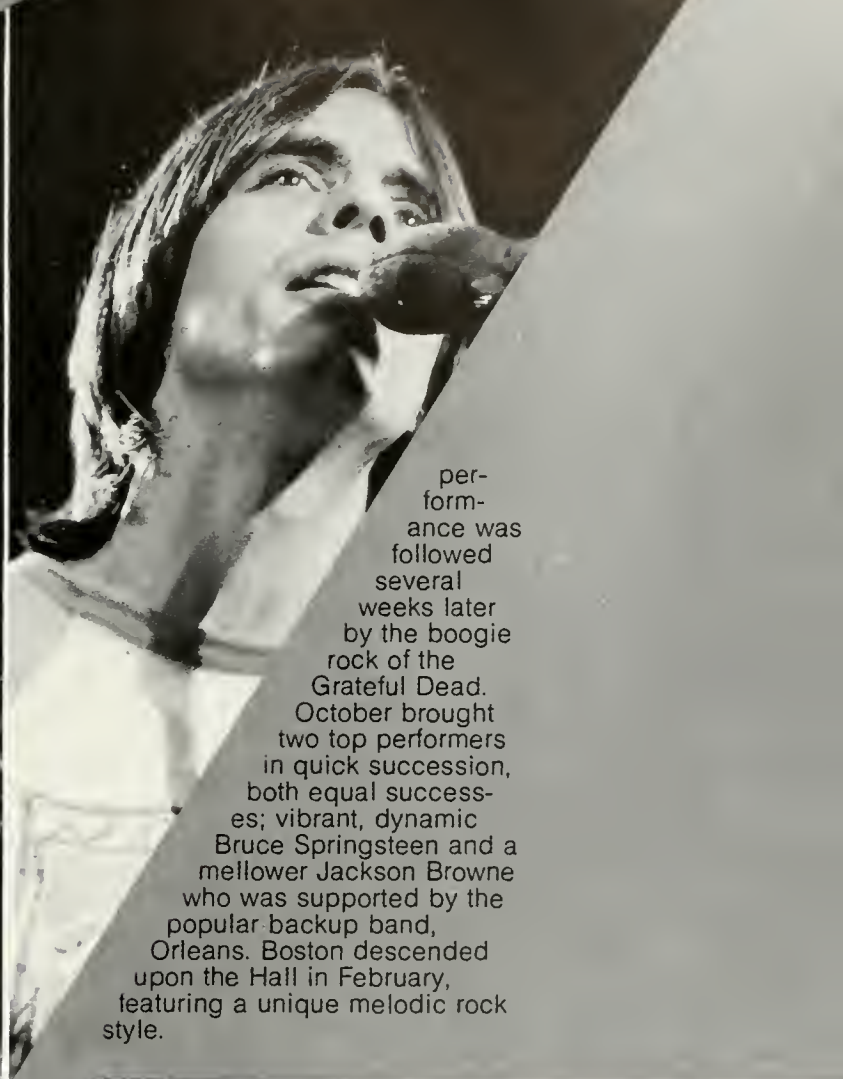 per-
form-
ance was
followed
several
weeks later
by the boogie
rock of the
Grateful Dead.
October brought
two top performers
in quick succession,
both equal success-
es; vibrant, dynamic
Bruce Springsteen and a
mellower Jackson Browne
who was supported by the
popular backup band,
Orleans. Boston descended
upon the Hall in February,
featuring a unique melodic rock
style.